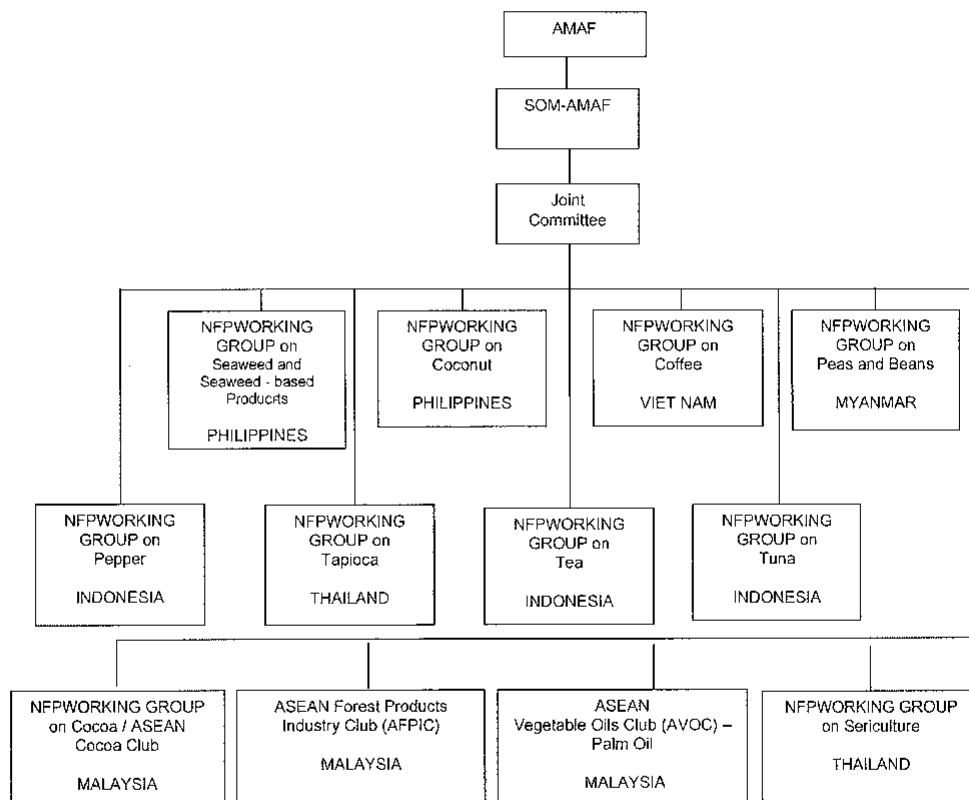 AMAF
SOM-AMAF
Joint
Committee
NFPWORKING
GROUP on
Seaweed and
Seaweed - based
Producrts
PHILIPPINES
NFPWORKING
GROUP on
Coconut
PHILIPPINES
NFPWORKING
GROUP on
Coffee
VIET NAM
NFPWORKING
GROUP on
Peas and Beans
MYANMAR
NFPWORKING
GROUP on
Pepper
INDONESIA
NFPWORKING
GROUP on
Tapioca
THAILAND
NFPWORKING
GROUP on
Tea
INDONESIA
NFPWORKING
GROUP on
Tuna
INDONESIA
NFPWORKING GROUP
on Cocoa / ASEAN
Cocoa Club
MALAYSIA
ASEAN Forest Products
Industry Club (AFPIC)
MALAYSIA
ASEAN
Vegetable Oils Club (AVOC) –
Palm Oil
MALAYSIA
NFPWORKING GROUP
on Sericulture
THAILAND